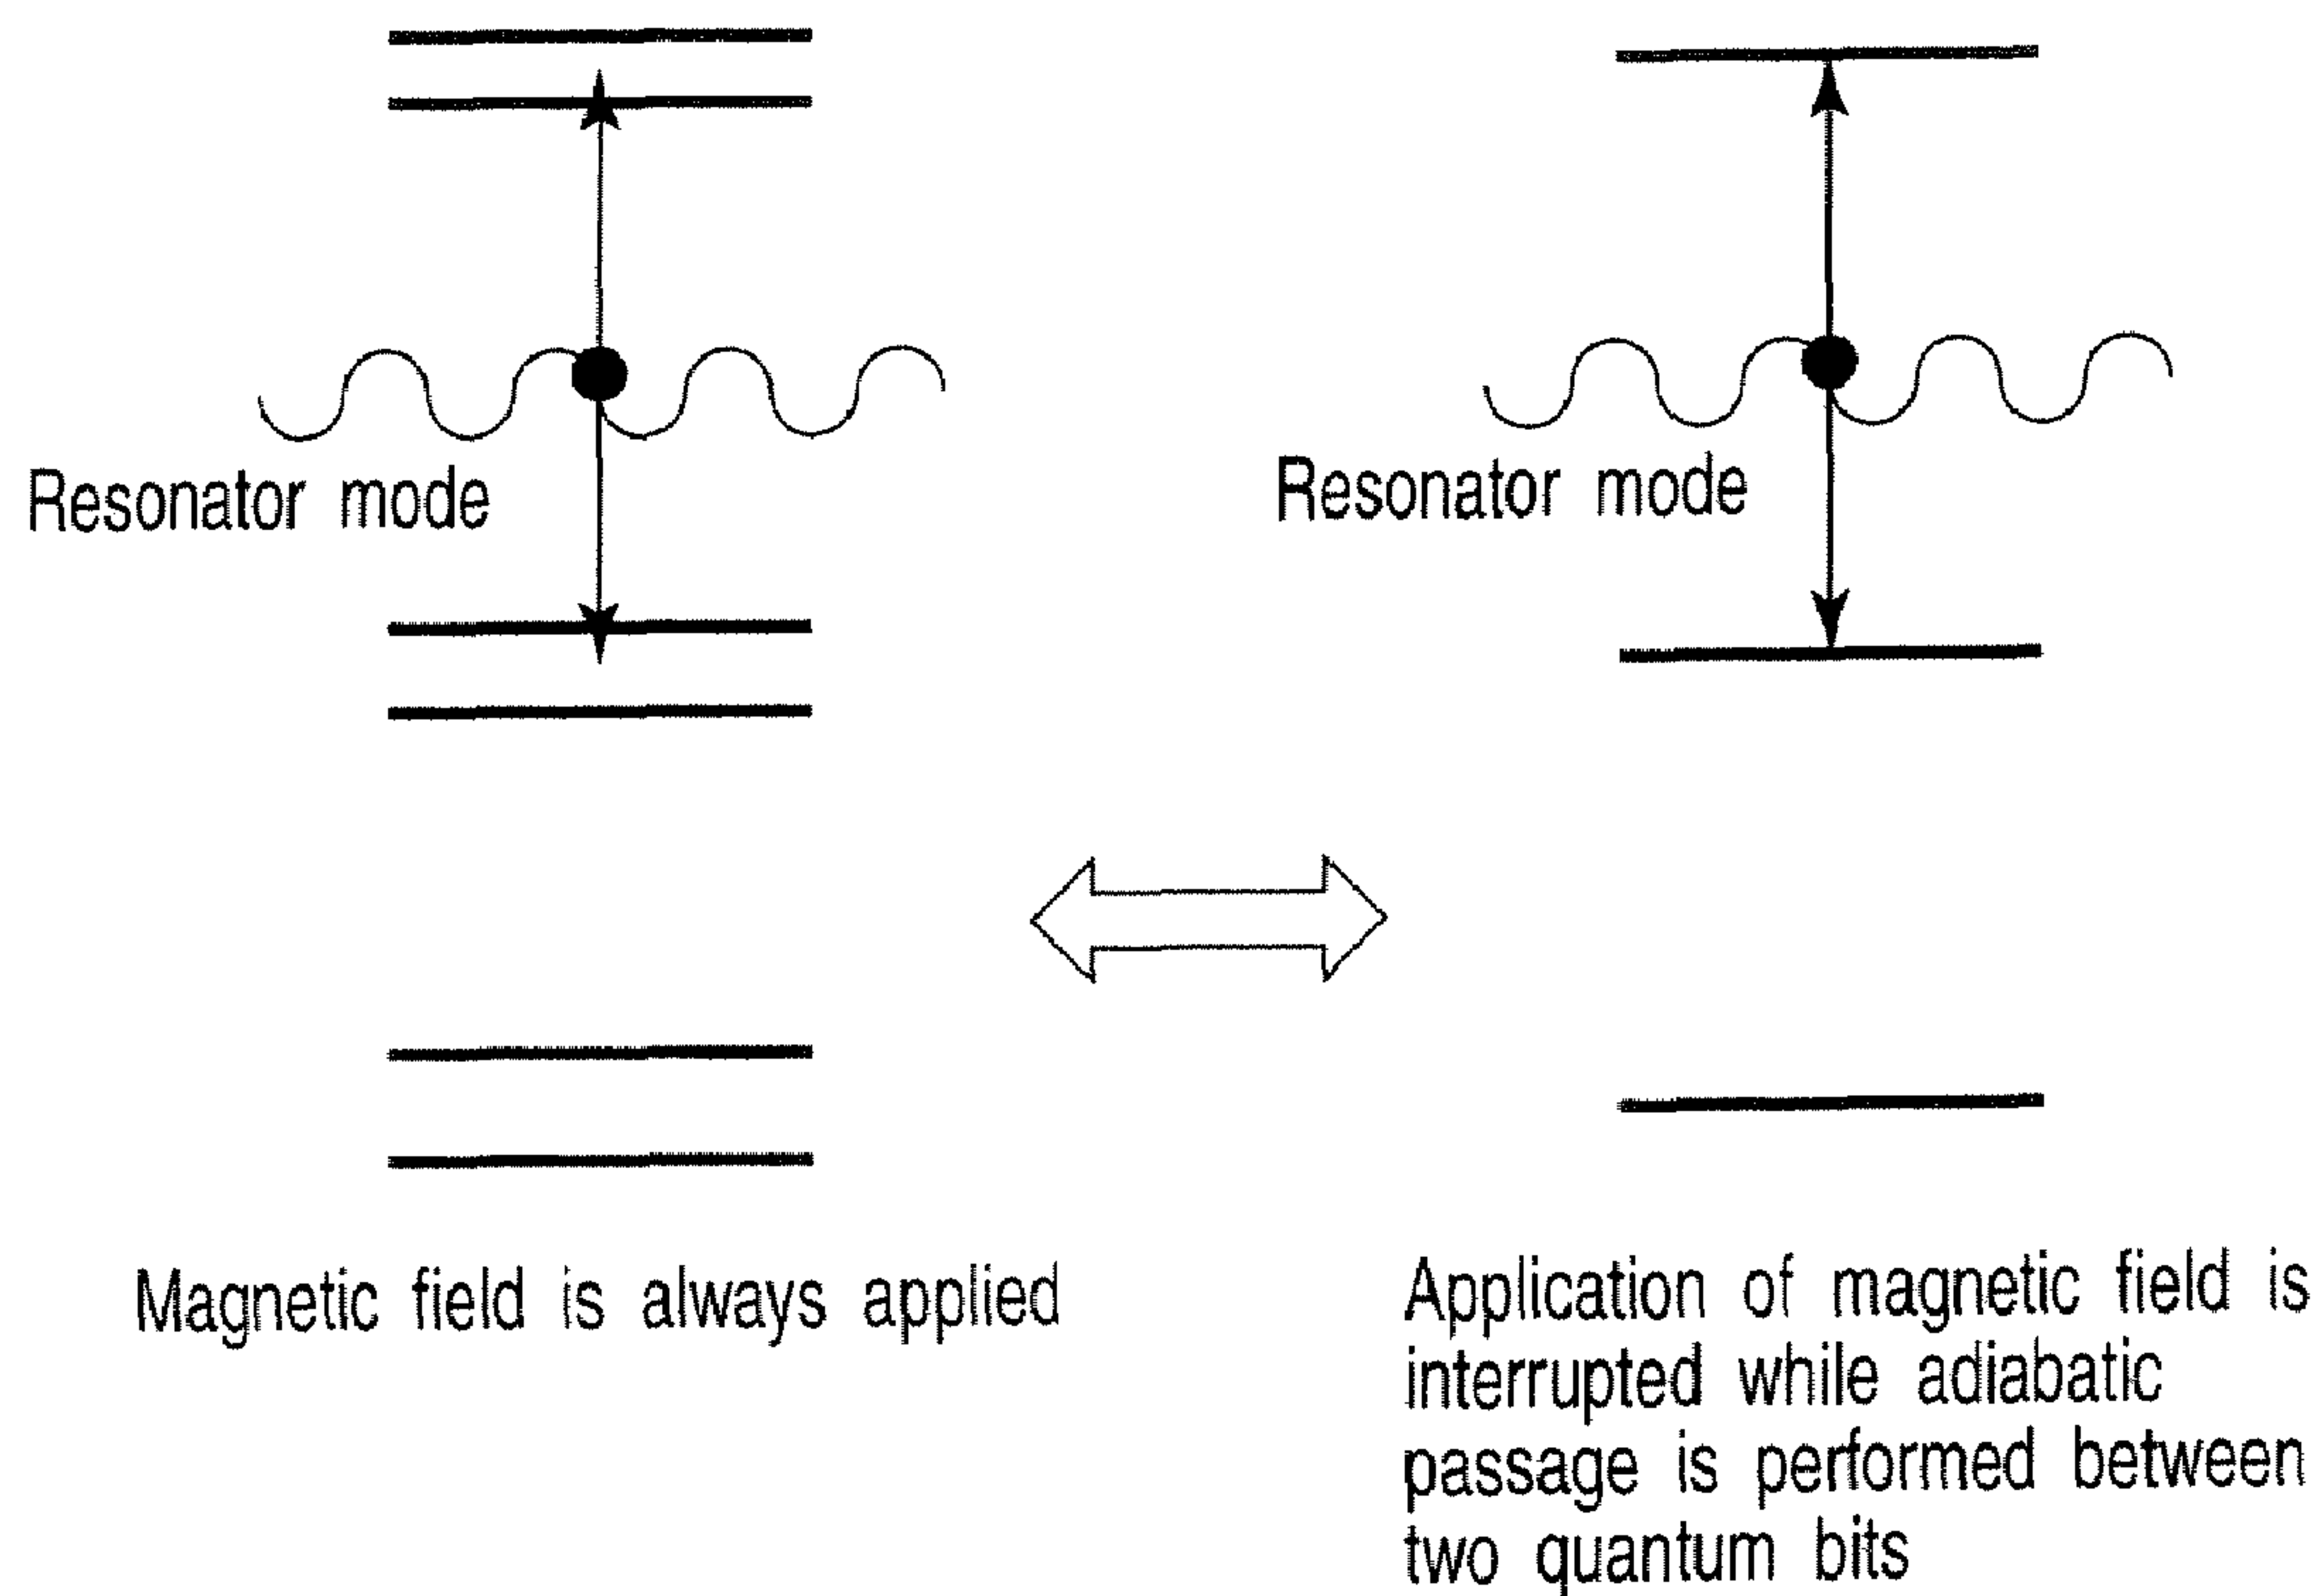 Resonator mode
Resonator mode
Magnetic field is always applied
Application of magnetic field is
interrupted while adiabatic
passage is performed between
two quantum bits